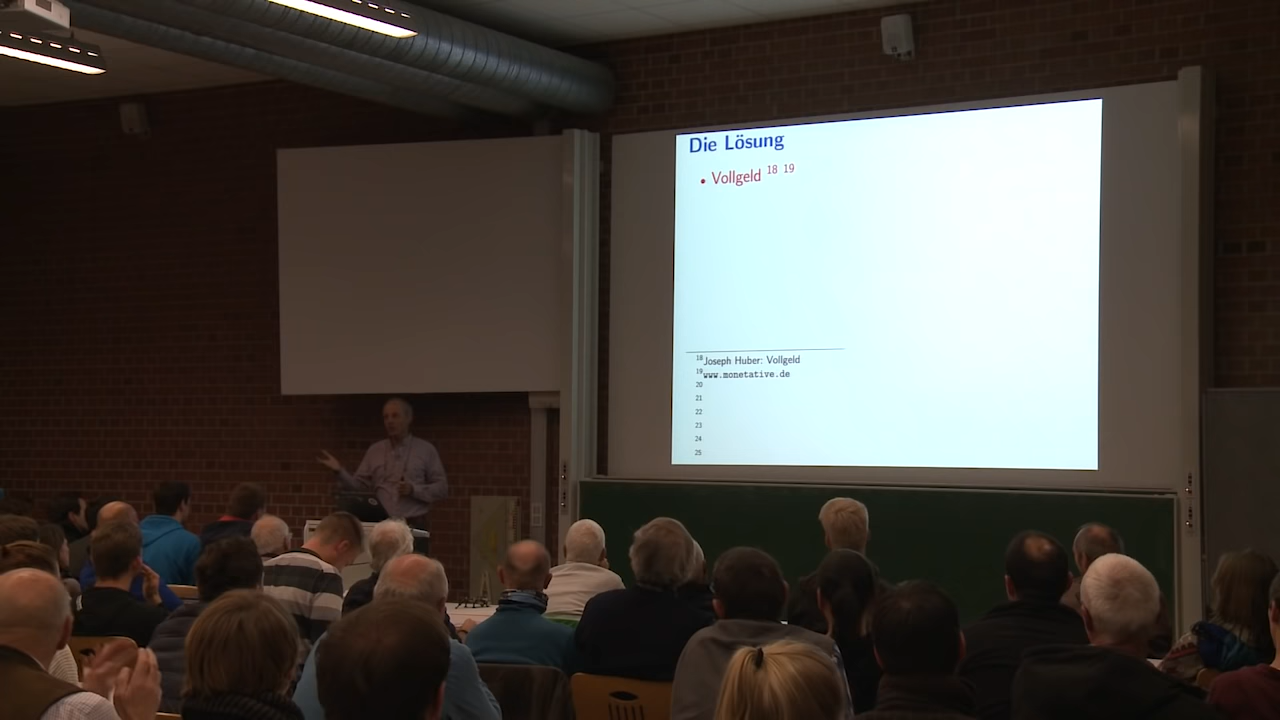 Die Lösung
• Vollgeld 18 19
18 Joseph Huber: Vollgeld
19 www.monetative.de
20
21
22
23
24
25